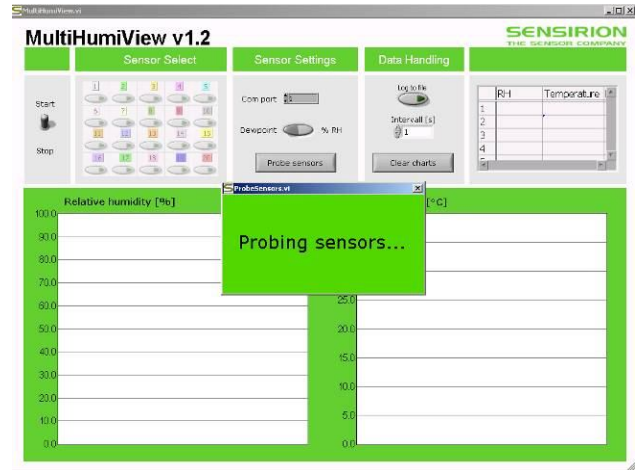 MultiHumiView.vi
MultiHumiView v1.2
SENSIRION
THE SENSOR COMPANY
Sensor Select
Sensor Settings
Data Handling
Start
Stop
1 2 3 4 5
6 7 8 9 10
11 12 13 14 15
16 17 18
Com port
Dewpoint % RH
Probe sensors
Log to file
Intervall [s]
1
Clear charts
RH Temperature
1
2
3
4
ProbeSensors.vi
Probing sensors...
Relative humidity [%]
[°C]
100.0
90.0
80.0
70.0
60.0
50.0
40.0
30.0
20.0
10.0
0.0
25.0
20.0
15.0
10.0
5.0
0.0